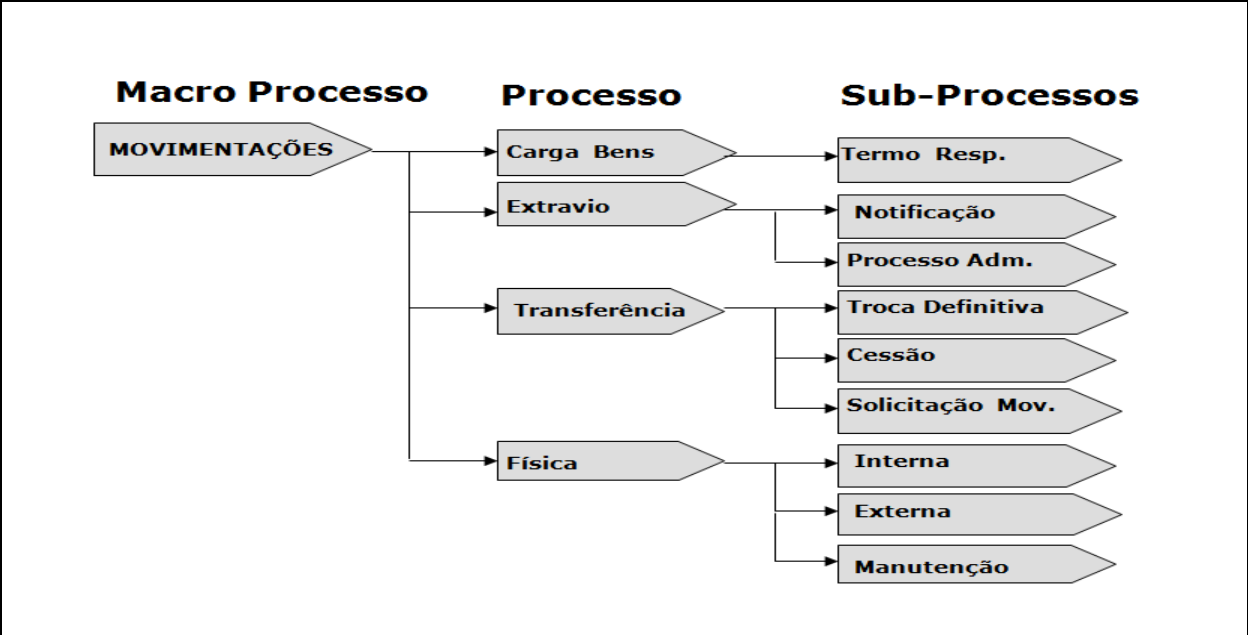 Macro Processo
Processo
Sub-Processos
MOVIMENTAÇÕES
Carga Bens
Termo Resp.
Extravio
Notificação
Processo Adm.
Transferência
Troca Definitiva
Cessão
Solicitação Mov.
Física
Interna
Externa
Manutenção